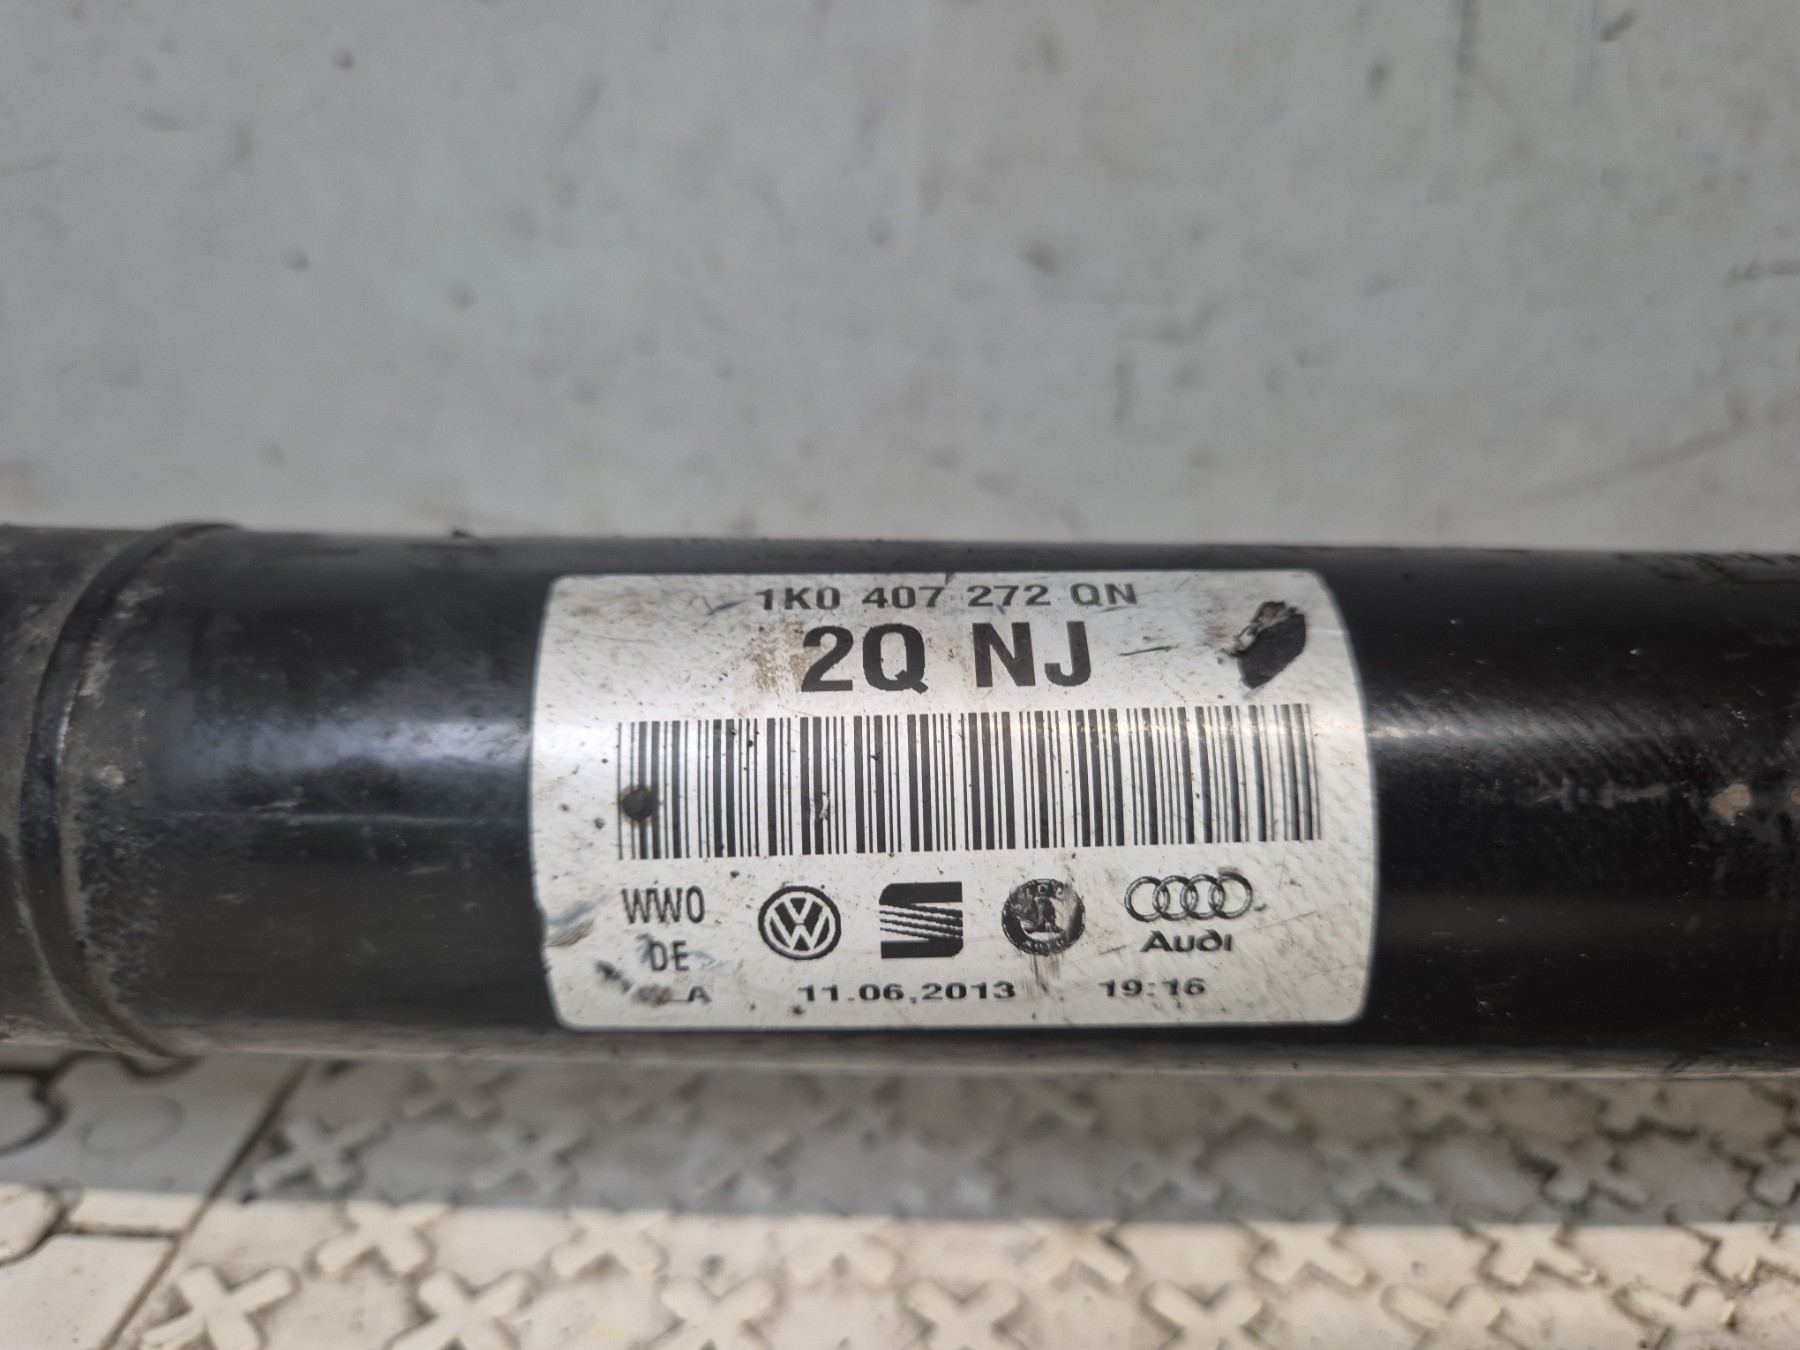 1K0 407 272 QN
2Q NJ
WW0
DE
A
Audi
11.06.2013 19:16